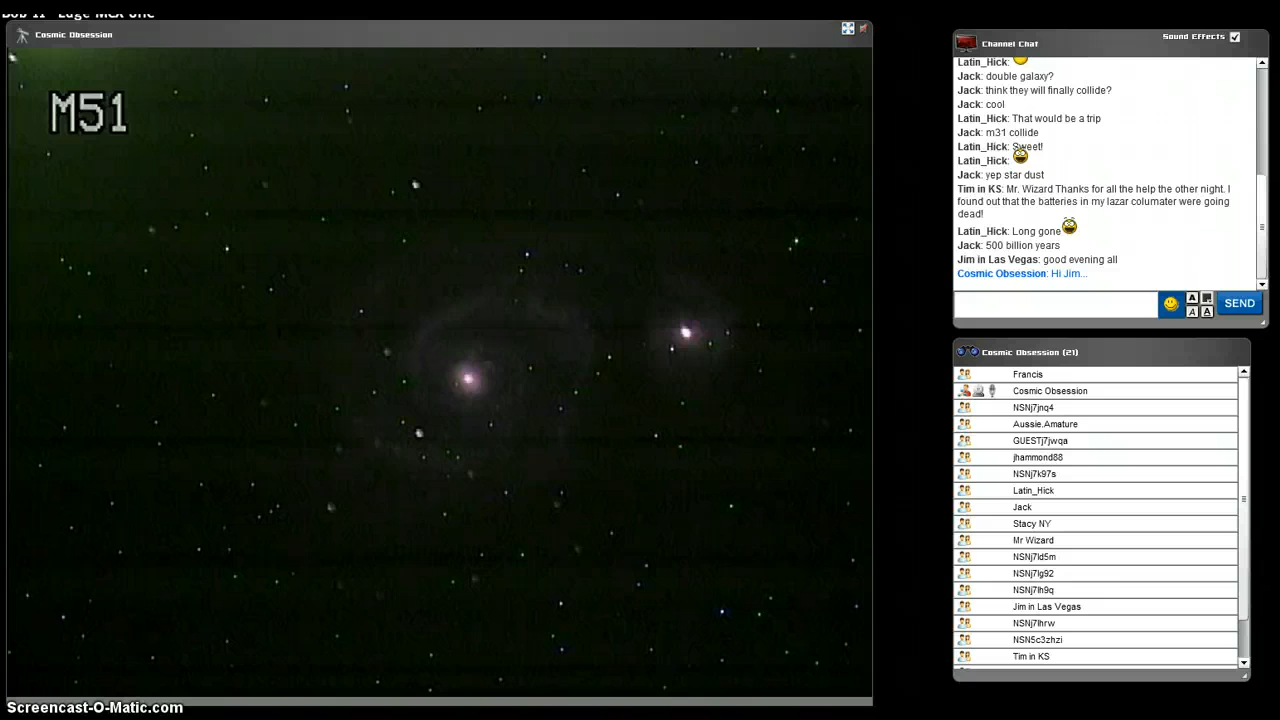 Cosmic Obsession
M51
Sound Effects
Channel Chat
Latin_Hick:
Jack: double galaxy?
Jack: think they will finally collide?
Jack: cool
Latin_Hick: That would be a trip
Jack: m31 collide
Latin_Hick: Sweet!
Latin_Hick:
Jack: yep star dust
Tim in KS: Mr. Wizard Thanks for all the help the other night. I
found out that the batteries in my lazar columater were going
dead!
Latin_Hick: Long gone
Jack: 500 billion years
Jim in Las Vegas: good evening all
Cosmic Obsession: Hi Jim...
A
A A
SEND
Cosmic Obsession (21)
Francis
Cosmic Obsession
NSNj7jnq4
Aussie.Amature
GUESTj7jwqa
jhammond88
NSNj7k97s
Latin_Hick
Jack
Stacy NY
Mr Wizard
NSNj7ld5m
NSNj7lg92
NSNj7lh9q
Jim in Las Vegas
NSNj7lhrw
NSN5c3zhzi
Tim in KS
Screencast-O-Matic.com